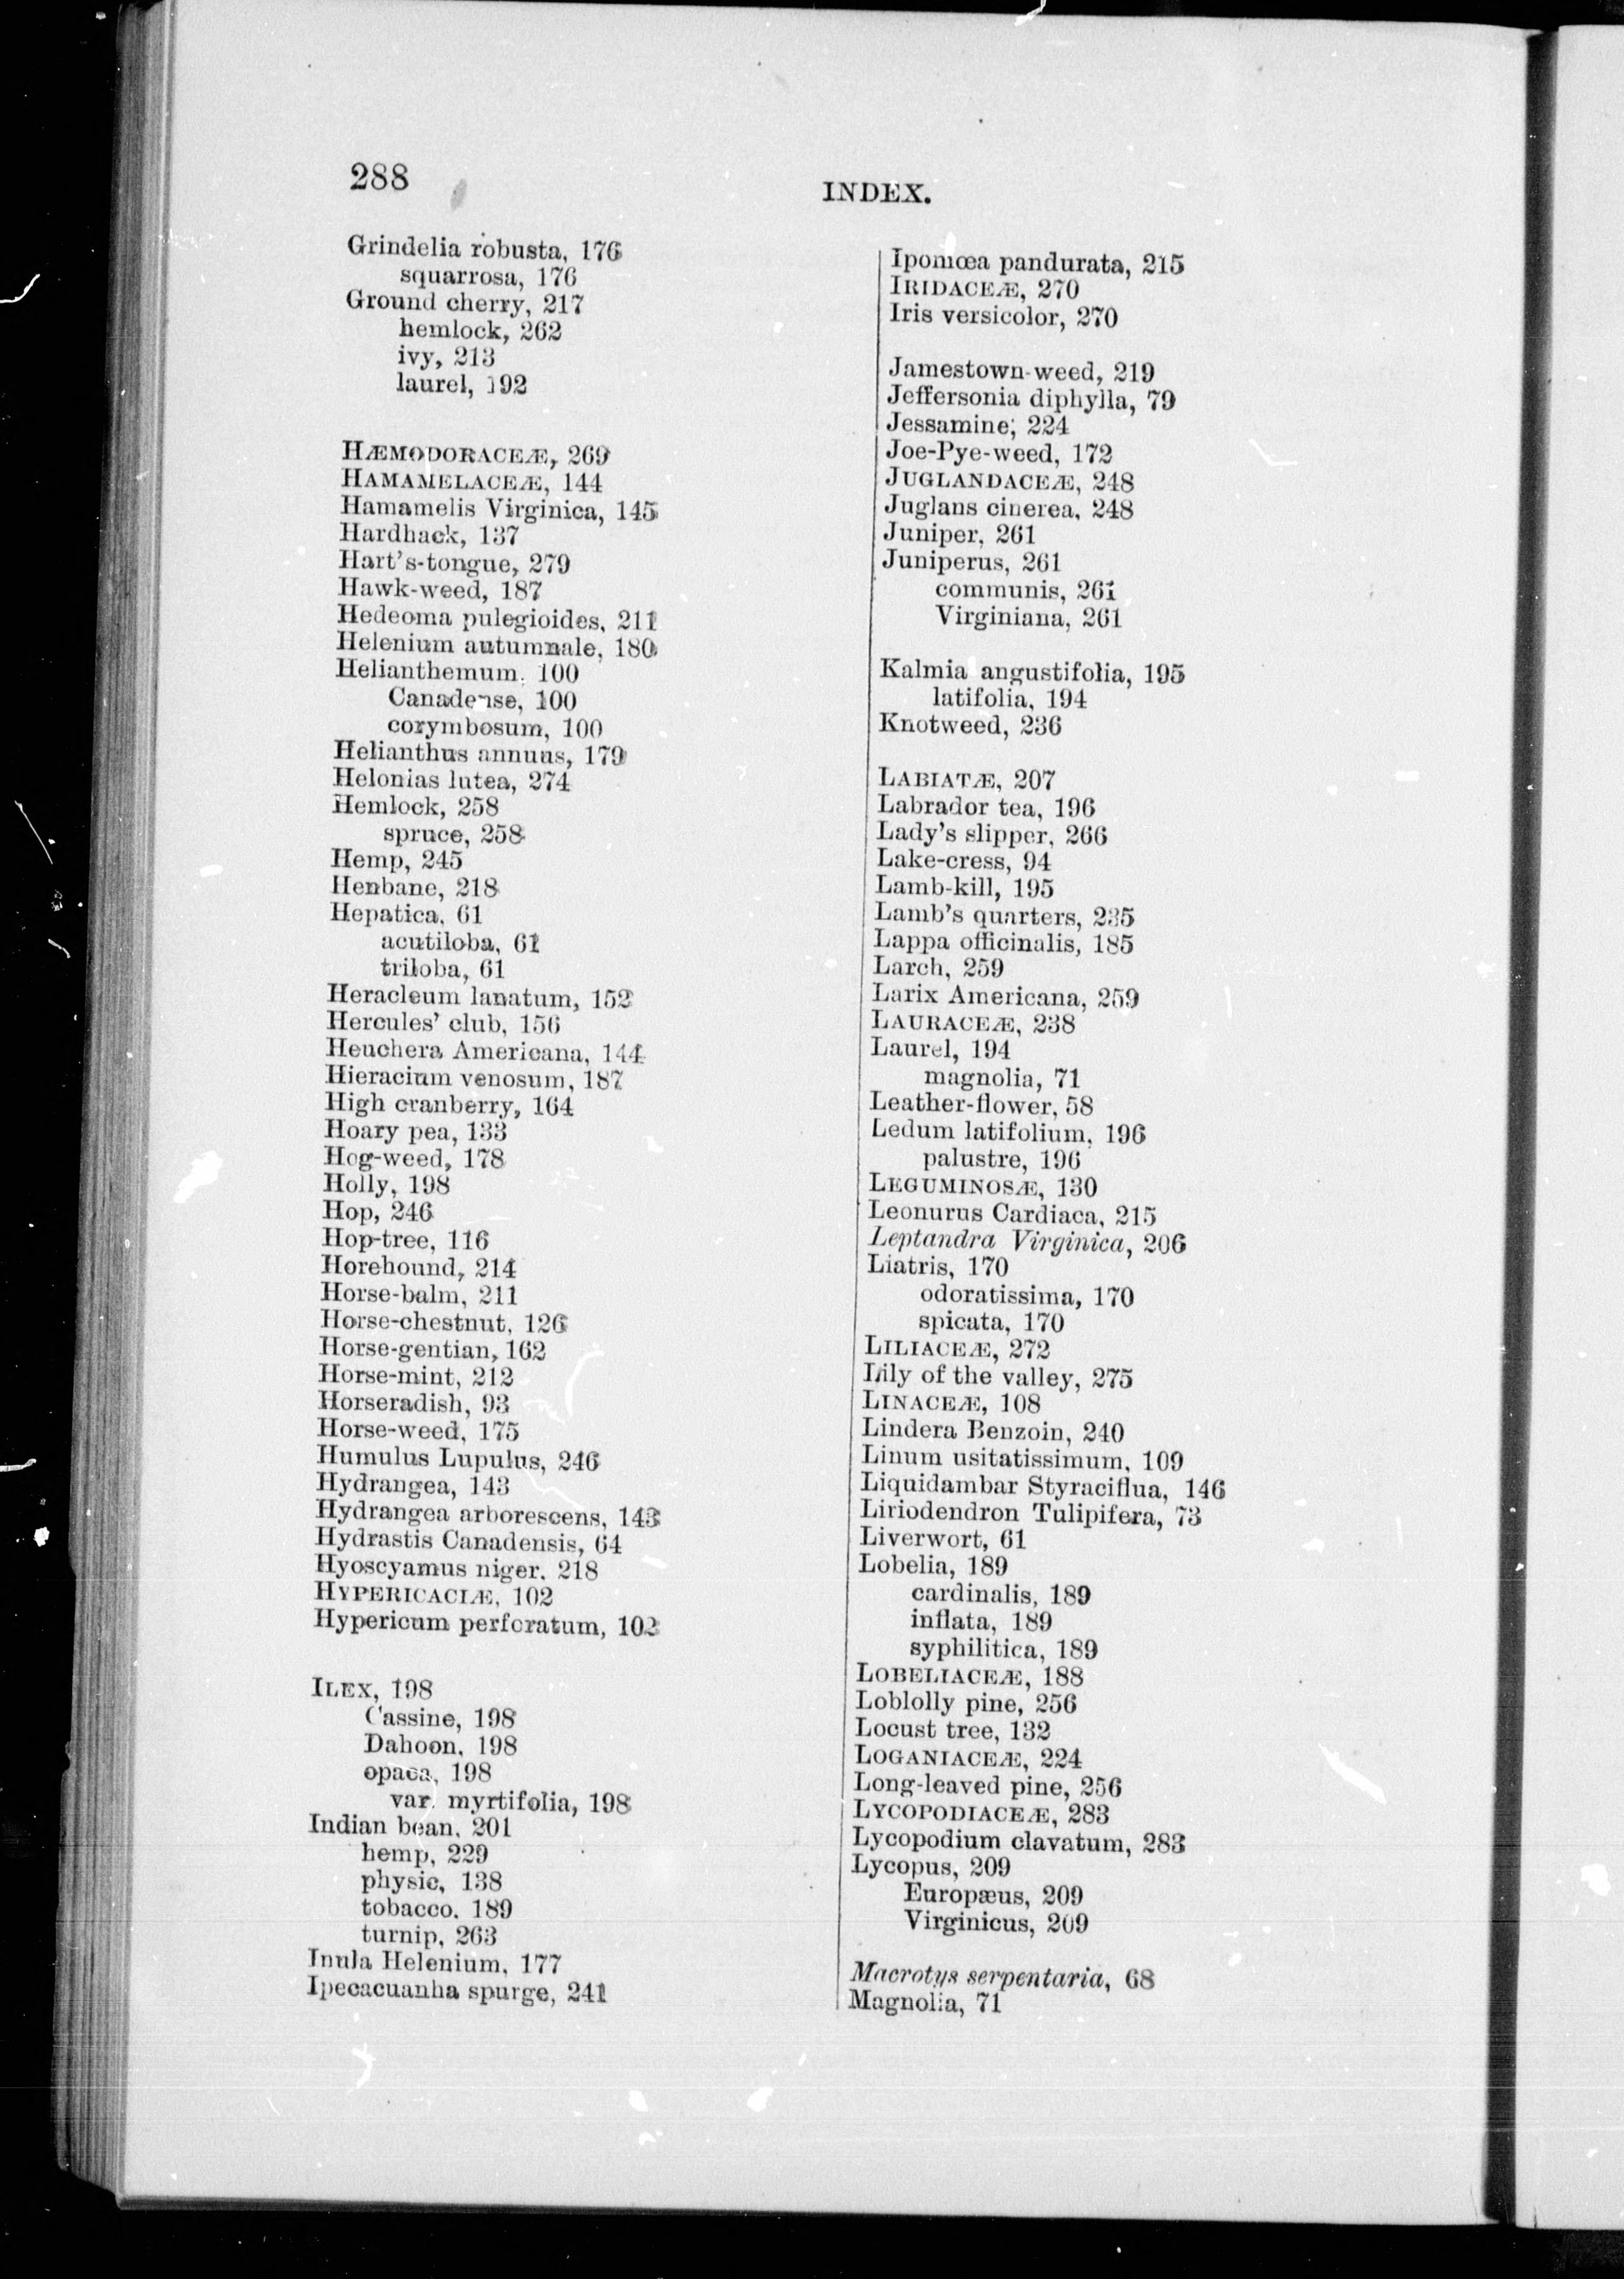 288
INDEX.
Grindelia robusta, 176
squarrosa, 176
Ground cherry, 217
hemlock, 262
ivy, 213
laurel, 192
HÆMODORACEÆ, 269
HAMAMELACEÆ, 144
Hamamelis Virginica, 145
Hardhack, 137
Hart's-tongue, 279
Hawk-weed, 187
Hedeoma pulegioides, 211
Helenium autumnale, 180
Helianthemum, 100
Canadense, 100
corymbosum, 100
Helianthus annuus, 179
Helonias lutea, 274
Hemlock, 258
spruce, 258
Hemp, 245
Henbane, 218
Hepatica, 61
acutiloba, 61
triloba, 61
Heracleum lanatum, 152
Hercules' club, 156
Heuchera Americana, 144
Hieracium venosum, 187
High cranberry, 164
Hoary pea, 133
Hog-weed, 178
Holly, 198
Hop, 246
Hop-tree, 116
Horehound, 214
Horse-balm, 211
Horse-chestnut, 126
Horse-gentian, 162
Horse-mint, 212
Horseradish, 93
Horse-weed, 175
Humulus Lupulus, 246
Hydrangea, 143
Hydrangea arborescens, 143
Hydrastis Canadensis, 64
Hyoscyamus niger, 218
HYPERICACIÆ, 102
Hypericum perforatum, 102
ILEX, 198
Cassine, 198
Dahoon, 198
opaca, 198
var. myrtifolia, 198
Indian bean, 201
hemp, 229
physic, 138
tobacco, 189
turnip, 263
Inula Helenium, 177
Ipecacuanha spurge, 241
Ipomœa pandurata, 215
IRIDACEÆ, 270
Iris versicolor, 270
Jamestown-weed, 219
Jeffersonia diphylla, 79
Jessamine, 224
Joe-Pye-weed, 172
JUGLANDACEÆ, 248
Juglans cinerea, 248
Juniper, 261
Juniperus, 261
communis, 261
Virginiana, 261
Kalmia angustifolia, 195
latifolia, 194
Knotweed, 236
LABIATÆ, 207
Labrador tea, 196
Lady's slipper, 266
Lake-cress, 94
Lamb-kill, 195
Lamb's quarters, 235
Lappa officinalis, 185
Larch, 259
Larix Americana, 259
LAURACEÆ, 238
Laurel, 194
magnolia, 71
Leather-flower, 58
Ledum latifolium, 196
palustre, 196
LEGUMINOSÆ, 130
Leonurus Cardiaca, 215
Leptandra Virginica, 206
Liatris, 170
odoratissima, 170
spicata, 170
LILIACEÆ, 272
Lily of the valley, 275
LINACEÆ, 108
Lindera Benzoin, 240
Linum usitatissimum, 109
Liquidambar Styraciflua, 146
Liriodendron Tulipifera, 73
Liverwort, 61
Lobelia, 189
cardinalis, 189
inflata, 189
syphilitica, 189
LOBELIACEÆ, 188
Loblolly pine, 256
Locust tree, 132
LOGANIACEÆ, 224
Long-leaved pine, 256
LYCOPODIACEÆ, 283
Lycopodium clavatum, 283
Lycopus, 209
Europæus, 209
Virginicus, 209
Macrotys serpentaria, 68
Magnolia, 71